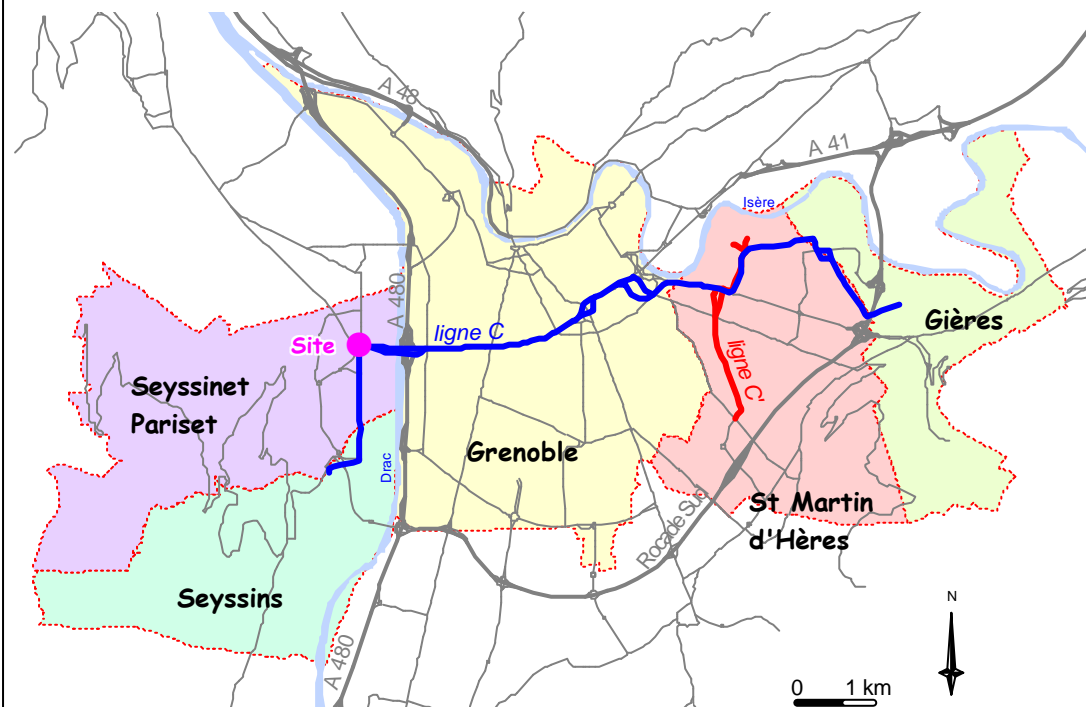 A 48
A 41
Isère
A 480
ligne C
Site
Gières
ligne C'
Seyssinet
Pariset
Grenoble
Drac
St Martin
d'Hères
Rocade Sud
Seyssins
N
A 480
0 1 km